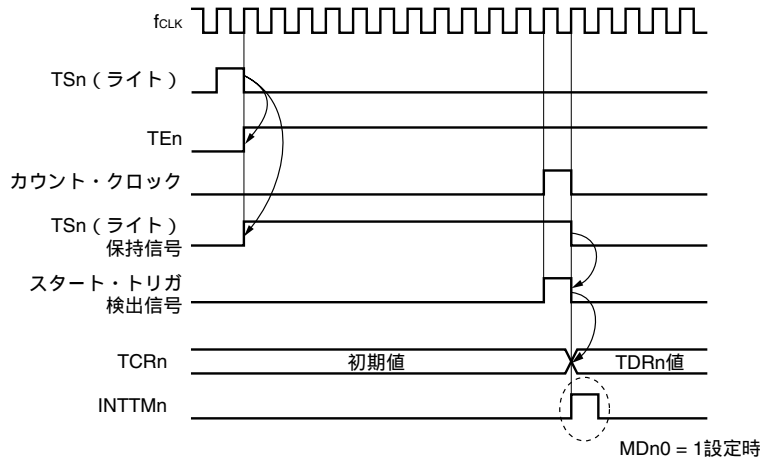 fCLK
TSn（ライト）
TEn
カウント・クロック
TSn（ライト）
保持信号
スタート・トリガ
検出信号
TCRn
初期値
TDRn値
INTTMn
MDn0 = 1設定時